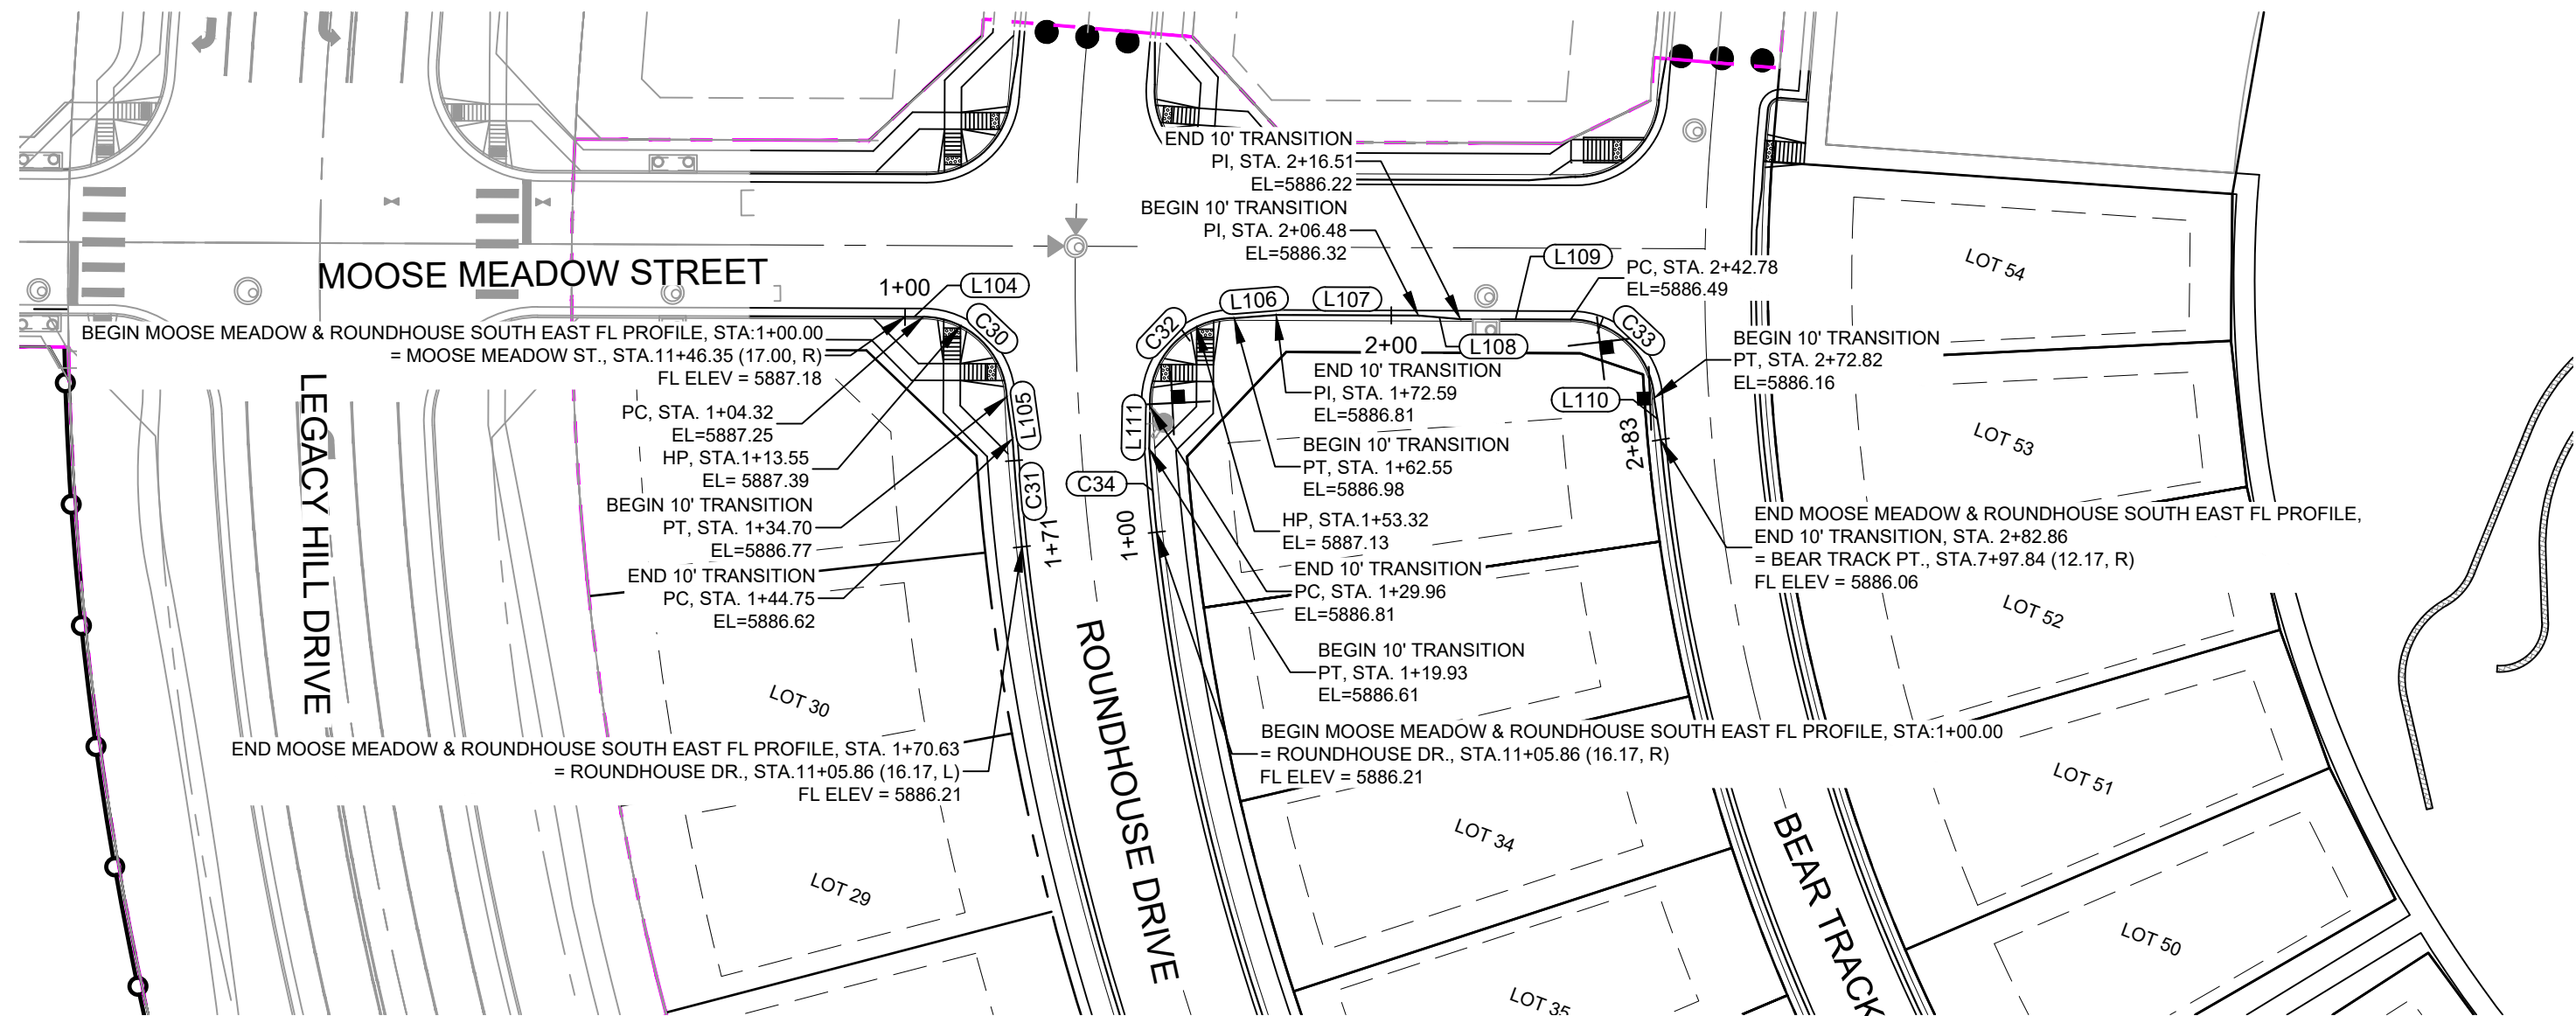 END 10' TRANSITION
PI, STA. 2+16.51
EL=5886.22
BEGIN 10' TRANSITION
PI, STA. 2+06.48
EL=5886.32
MOOSE MEADOW STREET
1+00
L104
L106
L107
L109
PC, STA. 2+42.78
EL=5886.49
BEGIN MOOSE MEADOW & ROUNDHOUSE SOUTH EAST FL PROFILE, STA:1+00.00
= MOOSE MEADOW ST., STA.11+46.35 (17.00, R)
FL ELEV = 5887.18
C30
C32
2+00
L108
C33
BEGIN 10' TRANSITION
PT, STA. 2+72.82
EL=5886.16
LEGACY HILL DRIVE
PC, STA. 1+04.32
EL=5887.25
HP, STA.1+13.55
EL= 5887.39
BEGIN 10' TRANSITION
PT, STA. 1+34.70
EL=5886.77
END 10' TRANSITION
PC, STA. 1+44.75
EL=5886.62
L105
C31
1+71
L111
C34
1+00
END 10' TRANSITION
PI, STA. 1+72.59
EL=5886.81
BEGIN 10' TRANSITION
PT, STA. 1+62.55
EL=5886.98
HP, STA.1+53.32
EL= 5887.13
END 10' TRANSITION
PC, STA. 1+29.96
EL=5886.81
BEGIN 10' TRANSITION
PT, STA. 1+19.93
EL=5886.61
L110
2+83
END MOOSE MEADOW & ROUNDHOUSE SOUTH EAST FL PROFILE,
END 10' TRANSITION, STA. 2+82.86
= BEAR TRACK PT., STA.7+97.84 (12.17, R)
FL ELEV = 5886.06
LOT 54
LOT 53
LOT 52
LOT 51
LOT 50
LOT 30
END MOOSE MEADOW & ROUNDHOUSE SOUTH EAST FL PROFILE, STA. 1+70.63
= ROUNDHOUSE DR., STA.11+05.86 (16.17, L)
FL ELEV = 5886.21
ROUNDHOUSE DRIVE
BEGIN MOOSE MEADOW & ROUNDHOUSE SOUTH EAST FL PROFILE, STA:1+00.00
= ROUNDHOUSE DR., STA.11+05.86 (16.17, R)
FL ELEV = 5886.21
LOT 29
LOT 34
LOT 35
BEAR TRACK